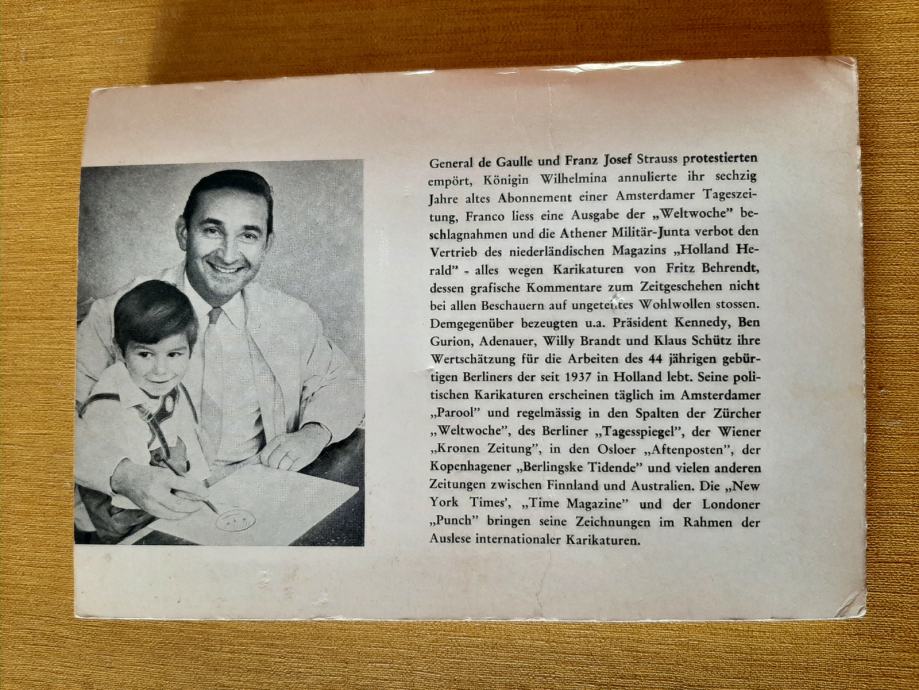 General de Gaulle und Franz Josef Strauss protestierten
empört, Königin Wilhelmina annulierte ihr sechzig
Jahre altes Abonnement einer Amsterdamer Tageszei-
tung, Franco liess eine Ausgabe der „Weltwoche” be-
schlagnahmen und die Athener Militär-Junta verbot den
Vertrieb des niederländischen Magazins „Holland He-
rald” - alles wegen Karikaturen von Fritz Behrendt,
dessen grafische Kommentare zum Zeitgeschehen nicht
bei allen Beschauern auf ungeteiltes Wohlwollen stossen.
Demgegenüber bezeugten u.a. Präsident Kennedy, Ben
Gurion, Adenauer, Willy Brandt und Klaus Schütz ihre
Wertschätzung für die Arbeiten des 44 jährigen gebür-
tigen Berliners der seit 1937 in Holland lebt. Seine poli-
tischen Karikaturen erscheinen täglich im Amsterdamer
„Parool” und regelmässig in den Spalten der Zürcher
„Weltwoche”, des Berliner „Tagesspiegel”, der Wiener
„Kronen Zeitung”, in den Osloer „Aftenposten”, der
Kopenhagener „Berlingske Tidende” und vielen anderen
Zeitungen zwischen Finnland und Australien. Die „New
York Times’, „Time Magazine” und der Londoner
„Punch” bringen seine Zeichnungen im Rahmen der
Auslese internationaler Karikaturen.